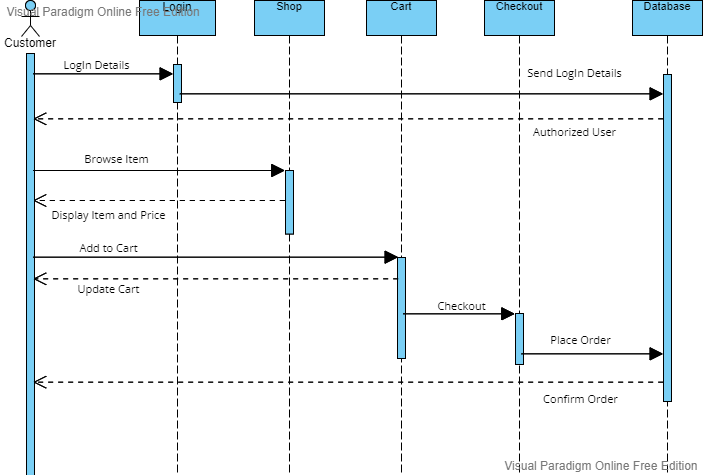 Visual Paradigm Online Free Edition
Login
Shop
Cart
Checkout
Database
Customer
LogIn Details
Send LogIn Details
Authorized User
Browse Item
Display Item and Price
Add to Cart
Update Cart
Checkout
Place Order
Confirm Order
Visual Paradigm Online Free Edition